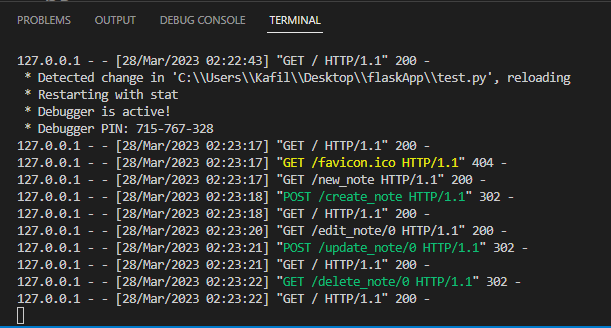 PROBLEMS OUTPUT DEBUG CONSOLE TERMINAL
127.0.0.1 - - [28/Mar/2023 02:22:43] "GET / HTTP/1.1" 200 -
 * Detected change in 'C:\\Users\\Kafil\\Desktop\\flaskApp\\test.py', reloading
 * Restarting with stat
 * Debugger is active!
 * Debugger PIN: 715-767-328
127.0.0.1 - - [28/Mar/2023 02:23:17] "GET / HTTP/1.1" 200 -
127.0.0.1 - - [28/Mar/2023 02:23:17] "GET /favicon.ico HTTP/1.1" 404 -
127.0.0.1 - - [28/Mar/2023 02:23:17] "GET /new_note HTTP/1.1" 200 -
127.0.0.1 - - [28/Mar/2023 02:23:18] "POST /create_note HTTP/1.1" 302 -
127.0.0.1 - - [28/Mar/2023 02:23:18] "GET / HTTP/1.1" 200 -
127.0.0.1 - - [28/Mar/2023 02:23:20] "GET /edit_note/0 HTTP/1.1" 200 -
127.0.0.1 - - [28/Mar/2023 02:23:21] "POST /update_note/0 HTTP/1.1" 302 -
127.0.0.1 - - [28/Mar/2023 02:23:21] "GET / HTTP/1.1" 200 -
127.0.0.1 - - [28/Mar/2023 02:23:22] "GET /delete_note/0 HTTP/1.1" 302 -
127.0.0.1 - - [28/Mar/2023 02:23:22] "GET / HTTP/1.1" 200 -